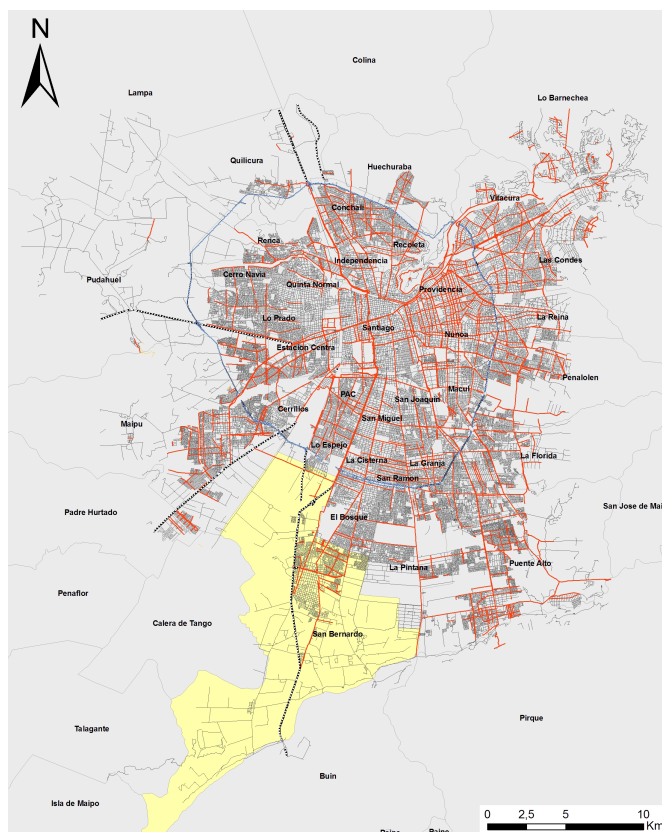 N
Colina
Lampa
Lo Barnechea
Quilicura
Huechuraba
Vitacura
Conchali
Renca
Recoleta
Independencia
Las Condes
Cerro Navia
Pudahuel
Quinta Normal
Providencia
Lo Prado
La Reina
Santiago
Nunoa
Estacion Centra
Penalolen
Macul
PAC
San Joaquin
Cerrillos
San Miguel
Maipu
Lo Espejo
La Florida
La Cisterna
La Granja
San Ramon
San Jose de Mai
Padre Hurtado
El Bosque
Puente Alto
La Pintana
Penaflor
Calera de Tango
San Bernardo
Pirque
Talagante
Buin
Isla de Maipo
0 2,5 5 10
Km
Paine Paine